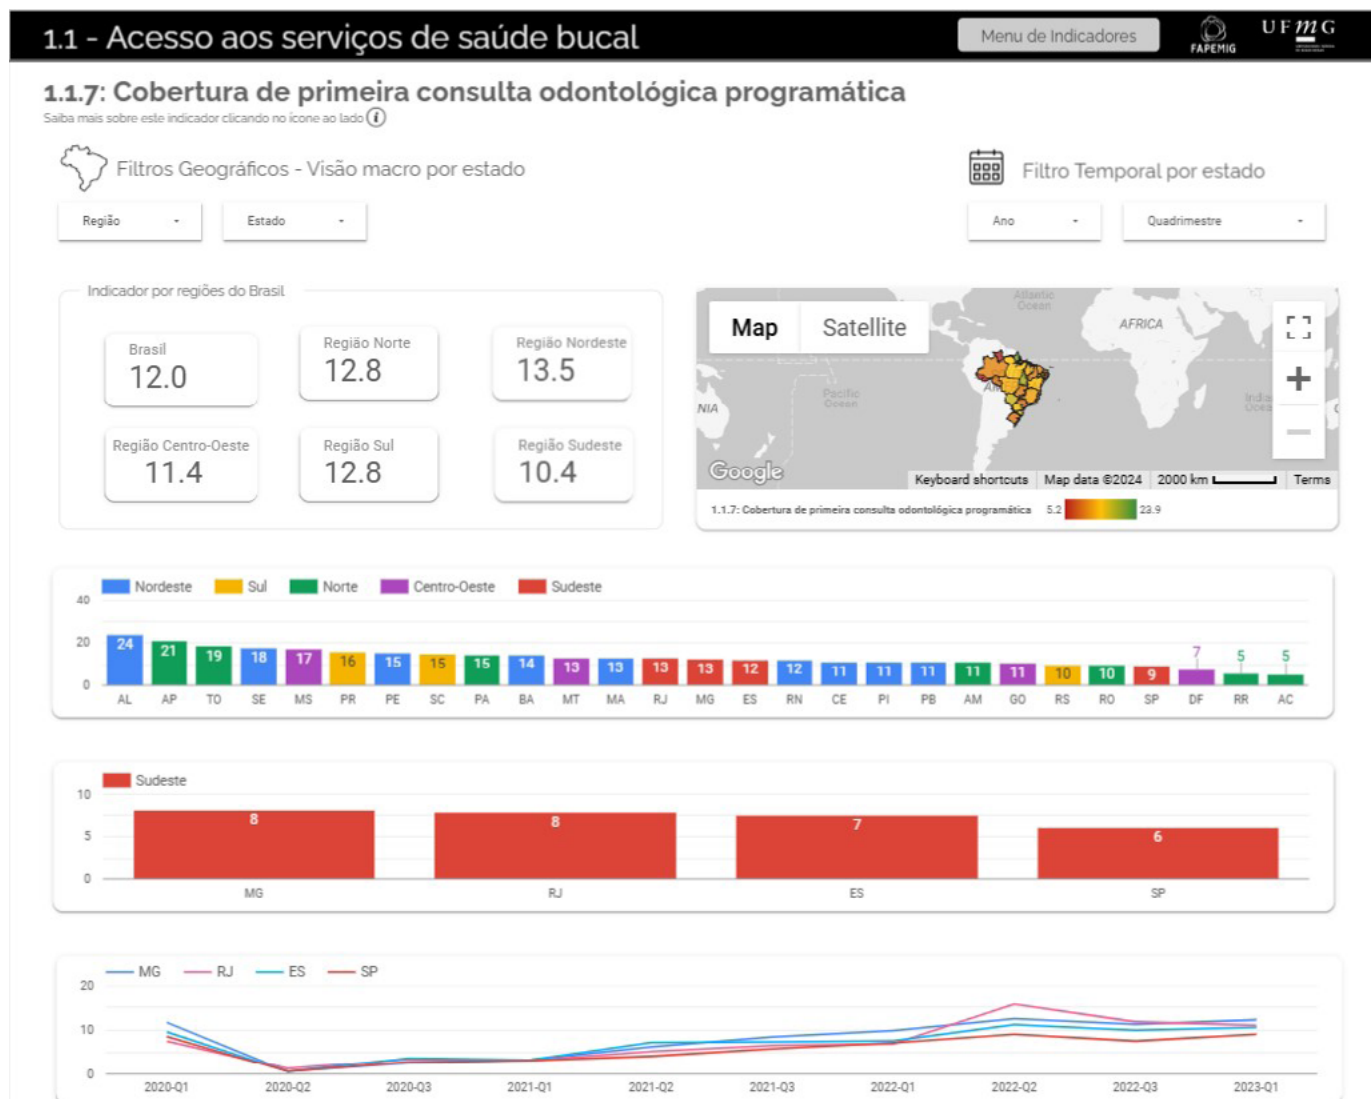 1.1 - Acesso aos serviços de saúde bucal
Menu de Indicadores
FAPEMIG
UFmG
1.1.7: Cobertura de primeira consulta odontológica programática
Saiba mais sobre este indicador clicando no ícone ao lado i
Filtros Geográficos - Visão macro por estado
Filtro Temporal por estado
Região
Estado
Ano
Quadrimestre
Indicador por regiões do Brasil
Brasil
12.0
Região Norte
12.8
Região Nordeste
13.5
Região Centro-Oeste
11.4
Região Sul
12.8
Região Sudeste
10.4
Map
Satellite
Atlantic
Ocean
AFRICA
Pacific
Ocean
NIA
Google
Keyboard shortcuts
Map data ©2024
2000 km
Terms
1.1.7: Cobertura de primeira consulta odontológica programática
5.2
23.9
Nordeste Sul Norte Centro-Oeste Sudeste
40
20
0
24 21 19 18 17 16 15 15 15 14 13 13 13 13 12 12 11 11 11 11 11 10 10 9 7 5 5
AL AP TO SE MS PR PE SC PA BA MT MA RJ MG ES RN CE PI PB AM GO RS RO SP DF RR AC
Sudeste
10
5
0
8 8 7 6
MG RJ ES SP
MG RJ ES SP
20
10
0
2020-Q1 2020-Q2 2020-Q3 2021-Q1 2021-Q2 2021-Q3 2022-Q1 2022-Q2 2022-Q3 2023-Q1